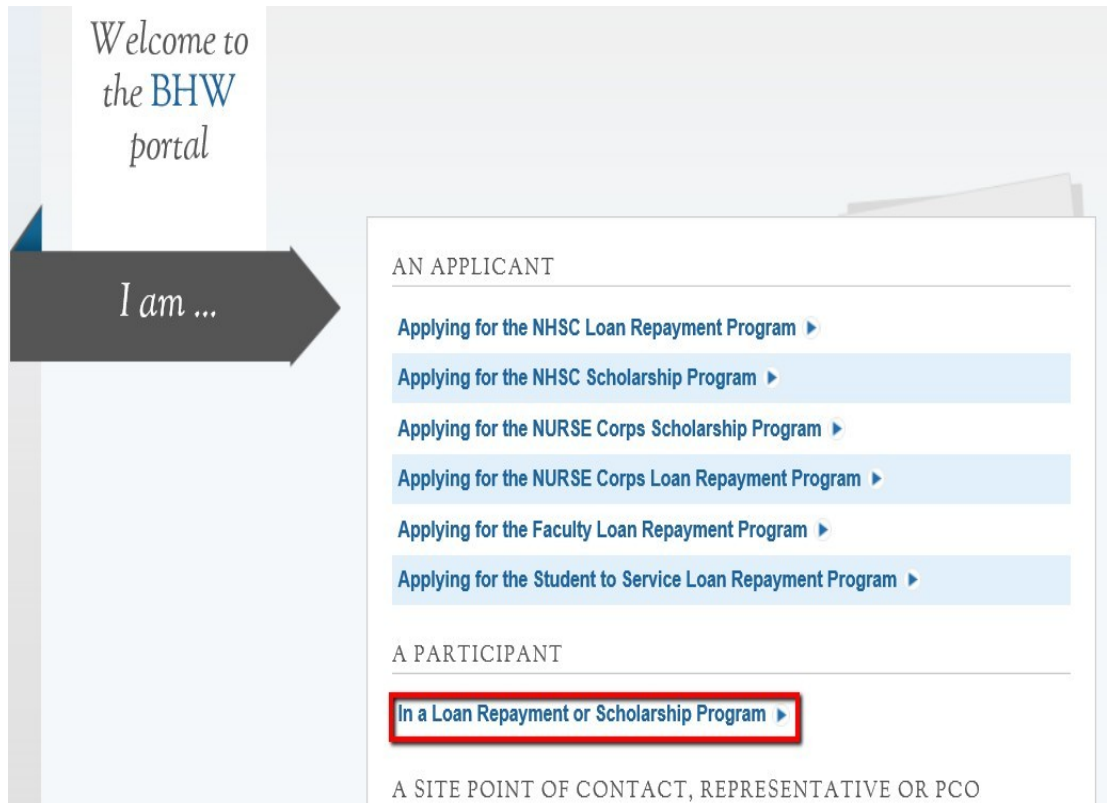 Welcome to
the BHW
portal
I am ...
AN APPLICANT
Applying for the NHSC Loan Repayment Program
Applying for the NHSC Scholarship Program
Applying for the NURSE Corps Scholarship Program
Applying for the NURSE Corps Loan Repayment Program
Applying for the Faculty Loan Repayment Program
Applying for the Student to Service Loan Repayment Program
A PARTICIPANT
In a Loan Repayment or Scholarship Program
A SITE POINT OF CONTACT, REPRESENTATIVE OR PCO